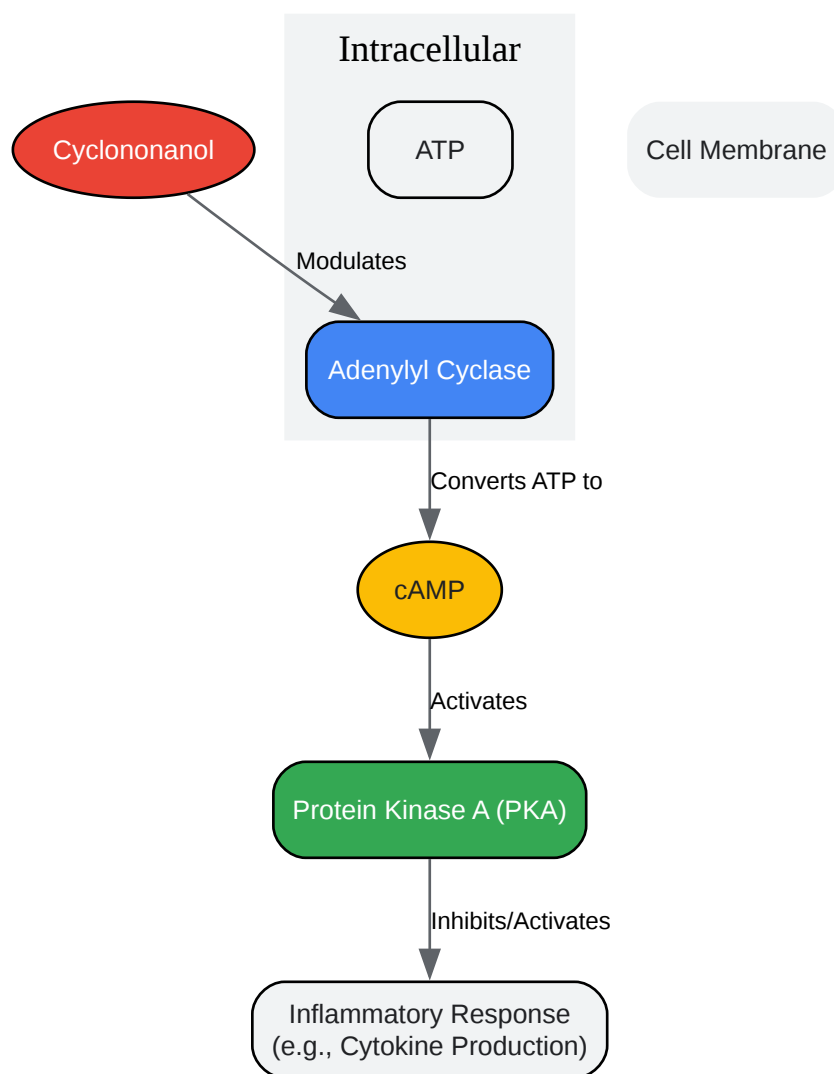 Intracellular
Cyclononanol
ATP
Cell Membrane
Modulates
Adenylyl Cyclase
Converts ATP to
cAMP
Activates
Protein Kinase A (PKA)
Inhibits/Activates
Inflammatory Response
(e.g., Cytokine Production)